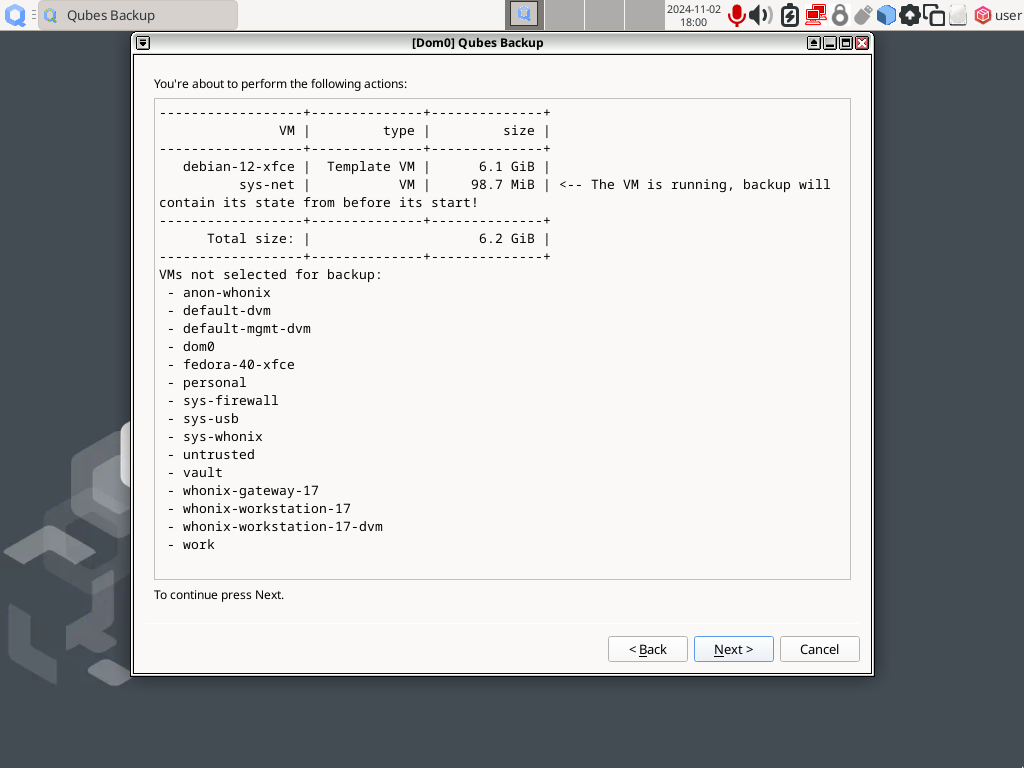 Qubes Backup
2024-11-02
18:00
user
[Dom0] Qubes Backup
You're about to perform the following actions:
------------------+--------------+--------------+
VM |         type |         size |
------------------+--------------+--------------+
debian-12-xfce |  Template VM |      6.1 GiB |
sys-net |           VM |     98.7 MiB | <-- The VM is running, backup will
contain its state from before its start!
------------------+--------------+--------------+
Total size: |                     6.2 GiB |
------------------+--------------+--------------+
VMs not selected for backup:
- anon-whonix
- default-dvm
- default-mgmt-dvm
- dom0
- fedora-40-xfce
- personal
- sys-firewall
- sys-usb
- sys-whonix
- untrusted
- vault
- whonix-gateway-17
- whonix-workstation-17
- whonix-workstation-17-dvm
- work
To continue press Next.
< Back
Next >
Cancel